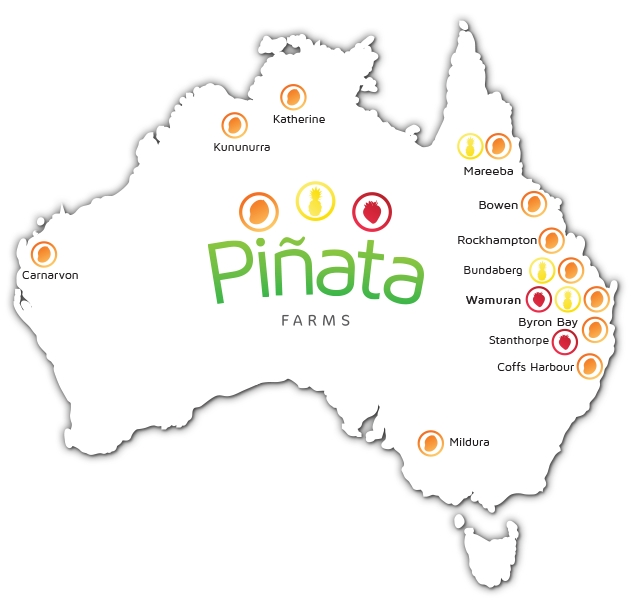 Katherine
Kununurra
Mareeba
Bowen
Piñata
FARMS
Rockhampton
Carnarvon
Bundaberg
Wamuran
Byron Bay
Stanthorpe
Coffs Harbour
Mildura